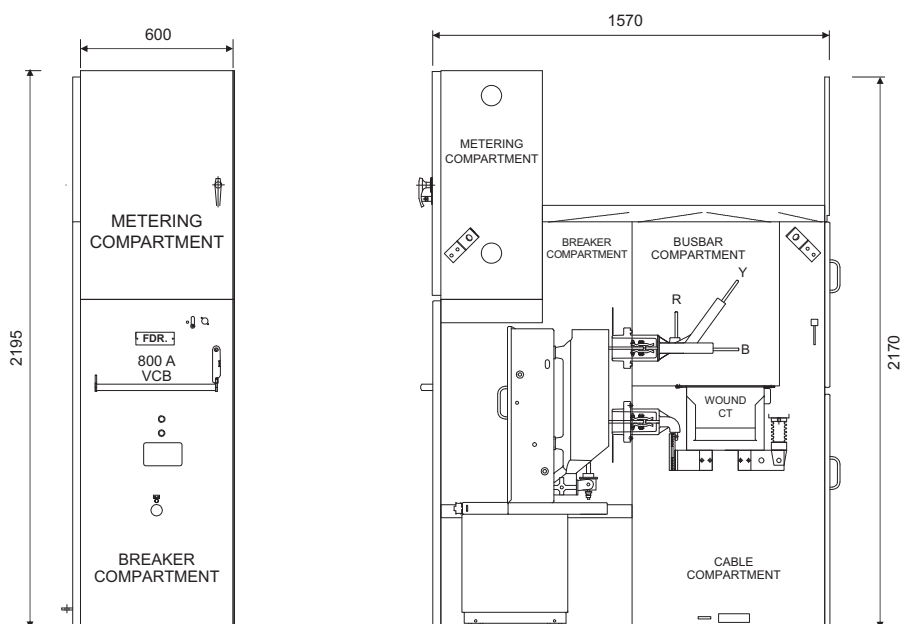 600
METERING
COMPARTMENT
FDR.
800 A
VCB
BREAKER
COMPARTMENT
2195
1570
METERING
COMPARTMENT
BREAKER
COMPARTMENT
BUSBAR
COMPARTMENT
Y
R
B
WOUND
CT
CABLE
COMPARTMENT
2170